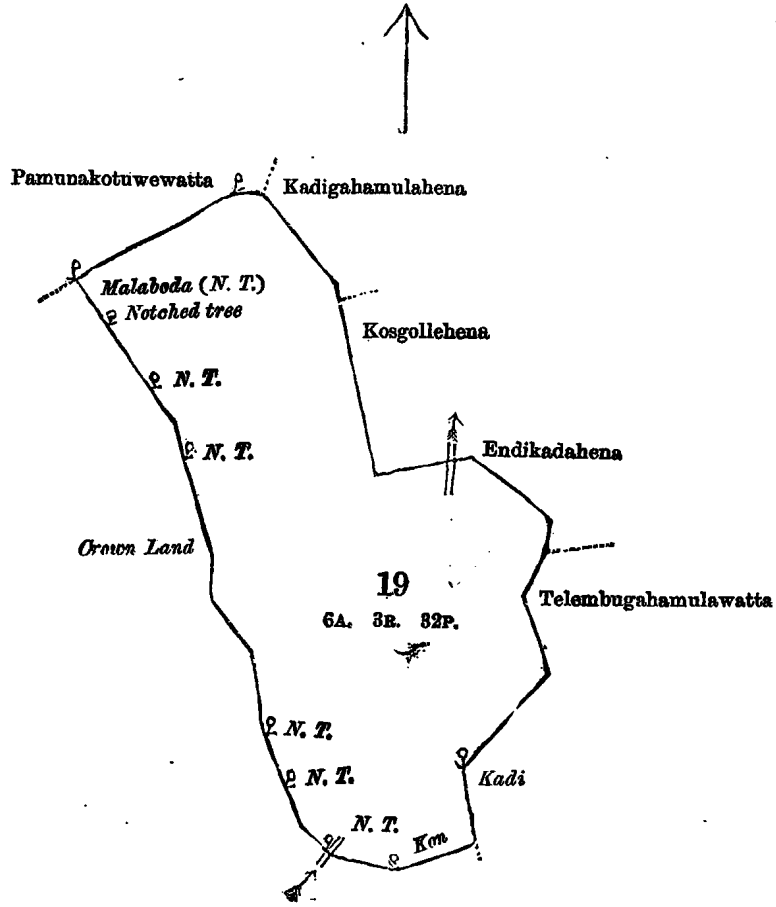 Pamunakotuwewatta
Kadigahamulahena
Malaboda (N. T.)
Notched tree
Kosgollehena
N. T.
N. T.
Endikadahena
Crown Land
19
6A. 3R. 32P.
Telembugahamulawatta
N. T.
N. T.
Kadi
N. T.
Kon